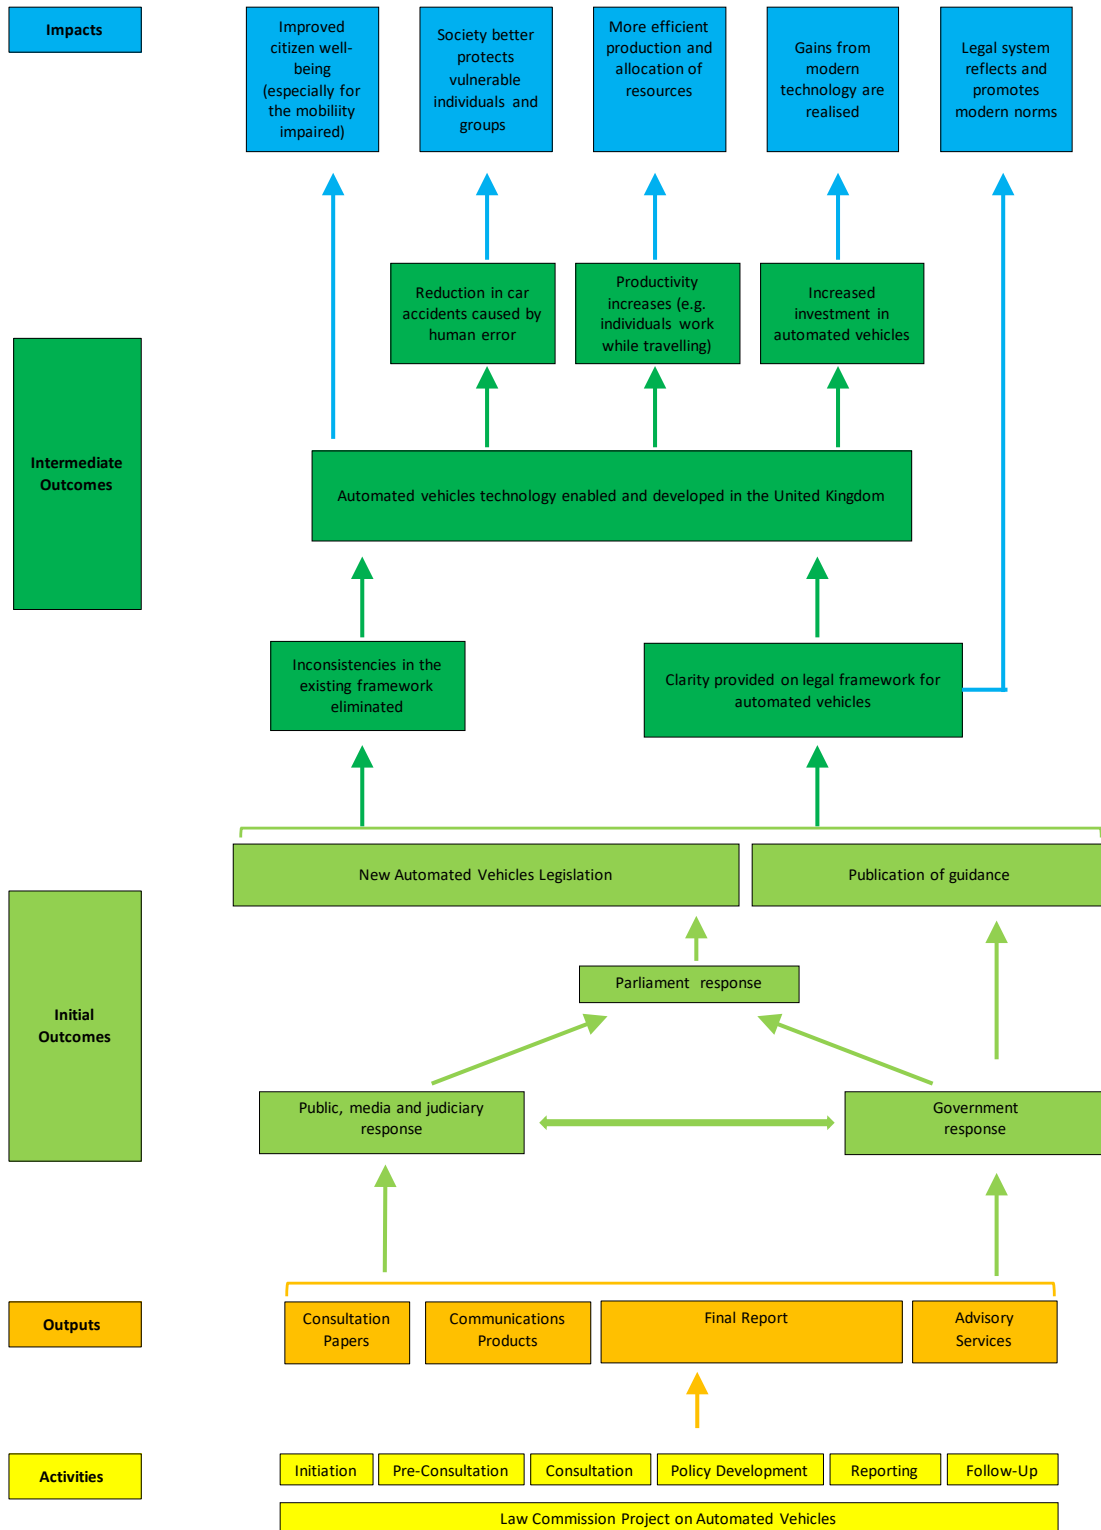 Impacts
Improved
citizen well-
being
(especially for
the mobiliity
impaired)
Society better
protects
vulnerable
individuals and
groups
More efficient
production and
allocation of
resources
Gains from
modern
technology are
realised
Legal system
reflects and
promotes
modern norms
Reduction in car
accidents caused by
human error
Productivity
increases (e.g.
individuals work
while travelling)
Increased
investment in
automated vehicles
Intermediate
Outcomes
Automated vehicles technology enabled and developed in the United Kingdom
Inconsistencies in the
existing framework
eliminated
Clarity provided on legal framework for
automated vehicles
New Automated Vehicles Legislation
Publication of guidance
Initial
Outcomes
Parliament response
Public, media and judiciary
response
Government
response
Outputs
Consultation
Papers
Communications
Products
Final Report
Advisory
Services
Activities
Initiation
Pre-Consultation
Consultation
Policy Development
Reporting
Follow-Up
Law Commission Project on Automated Vehicles